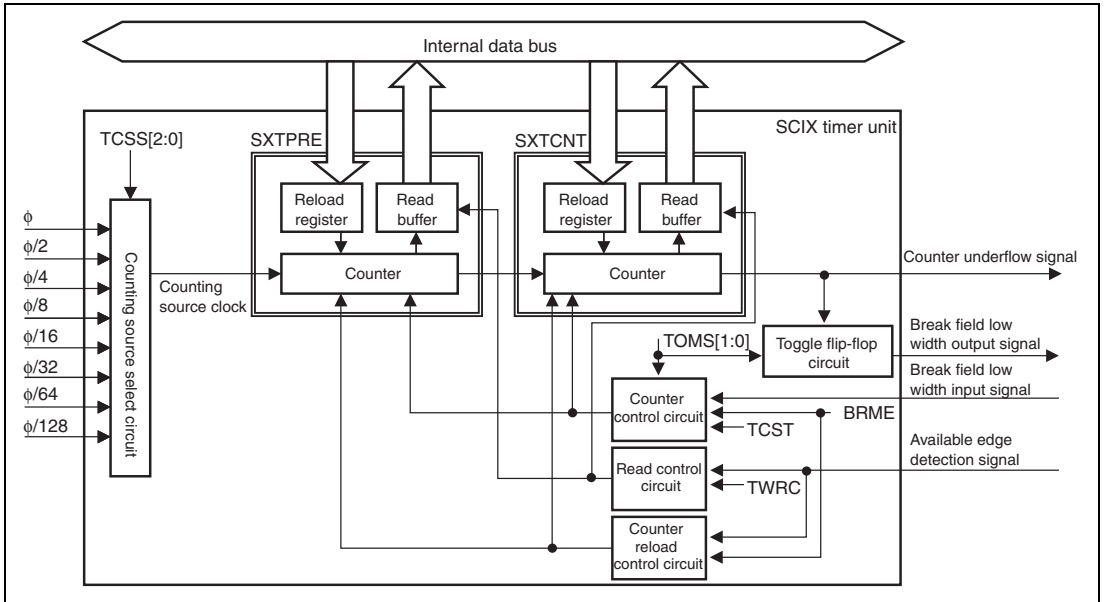 Internal data bus
SCIX timer unit
TCSS[2:0]
SXTPRE
SXTCNT
Reload
register
Read
buffer
Reload
register
Read
buffer
ϕ
ϕ/2
ϕ/4
ϕ/8
ϕ/16
ϕ/32
ϕ/64
ϕ/128
Counting source select circuit
Counting
source clock
Counter
Counter
Counter underflow signal
TOMS[1:0]
Toggle flip-flop
circuit
Break field low
width output signal
Break field low
width input signal
Counter
control circuit
BRME
TCST
Available edge
detection signal
Read control
circuit
TWRC
Counter
reload
control circuit